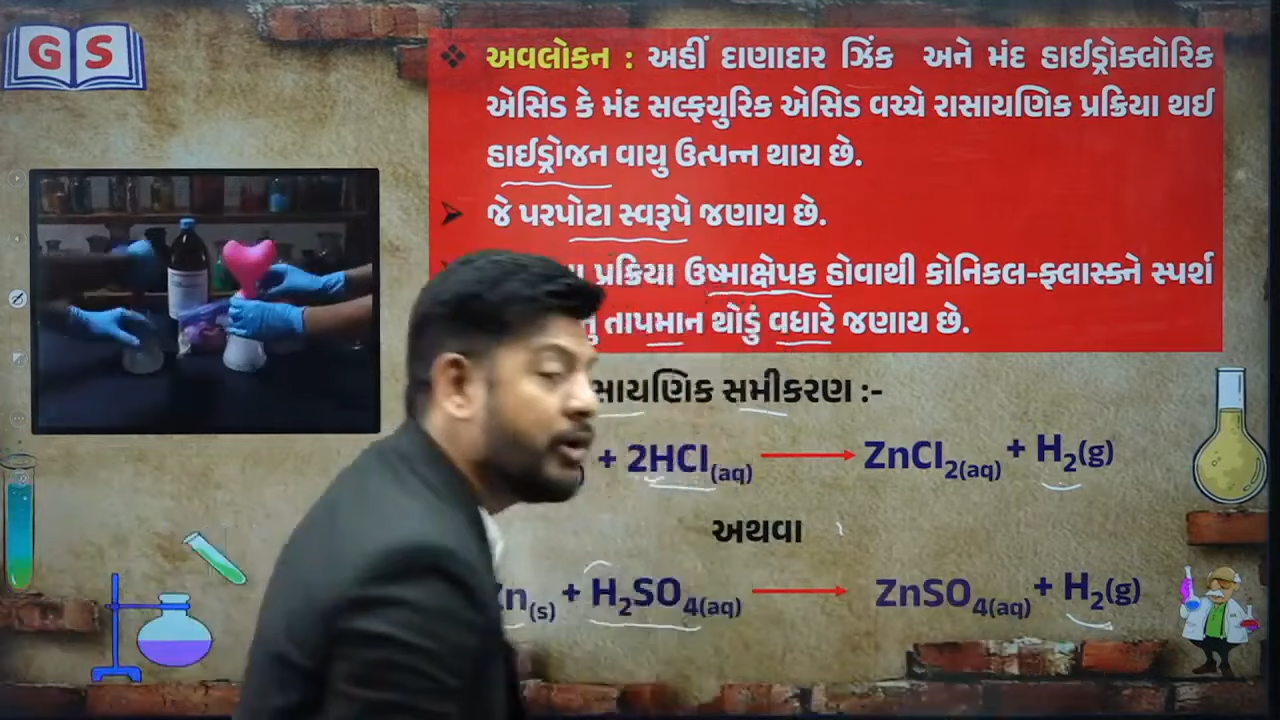 GS
અવલોકન : અહીં દાણાદાર ઝિંક અને મંદ હાઈડ્રોક્લોરિક
એસિડ કે મંદ સલ્ફ્યુરિક એસિડ વચ્ચે રાસાયણિક પ્રક્રિયા થઈ
હાઈડ્રોજન વાયુ ઉત્પન્ન થાય છે.
જે પરપોટા સ્વરૂપે જણાય છે.
પ્રક્રિયા ઉષ્માક્ષેપક હોવાથી કોનિકલ-ફ્લાસ્કને સ્પર્શ
તાપમાન થોડું વધારે જણાય છે.
સમીકરણ :-
+ 2HCl(aq) → ZnCl2(aq) + H2(g)
અથવા
Zn(s) + H2SO4(aq) → ZnSO4(aq) + H2(g)